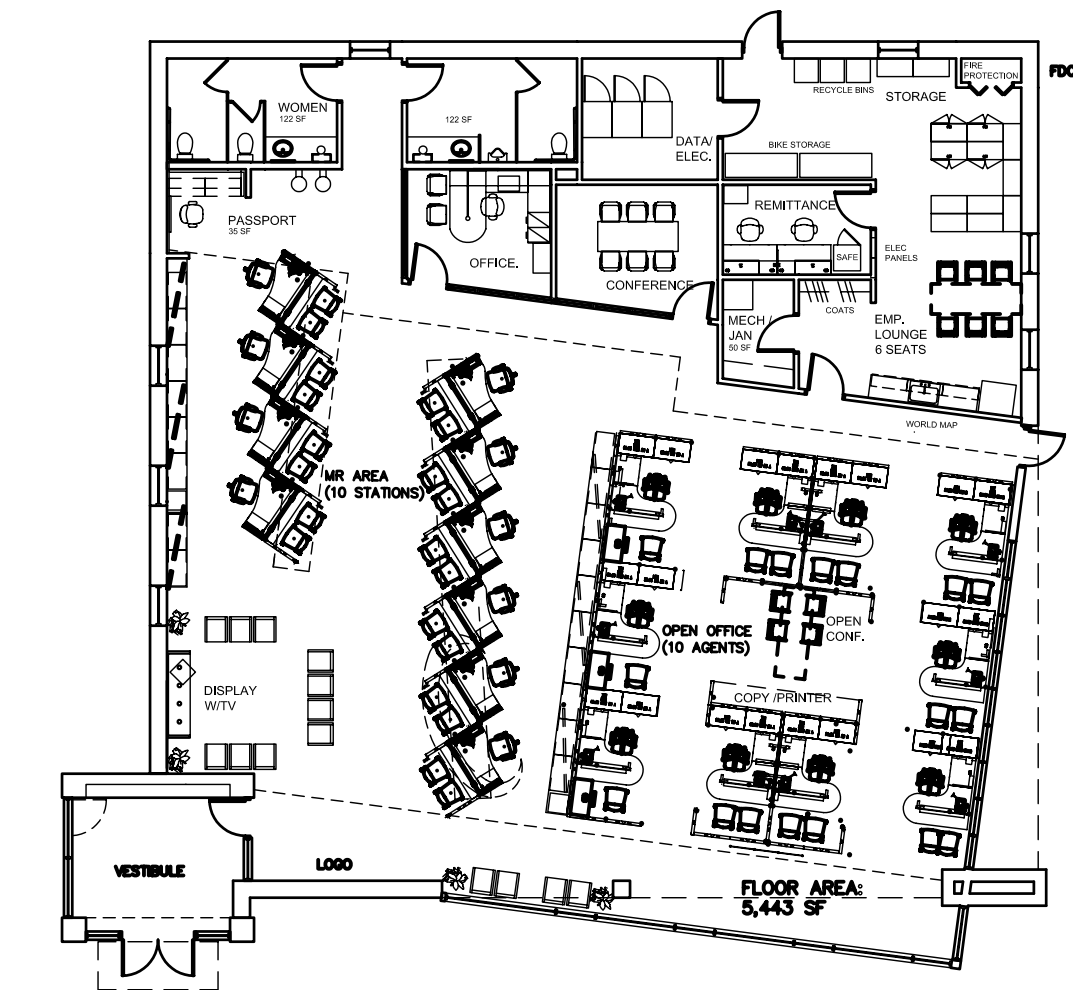 FIRE
PROTECTION
FDC
RECYCLE BINS
STORAGE
WOMEN
122 SF
122 SF
DATA/
ELEC.
BIKE STORAGE
REMITTANCE
PASSPORT
35 SF
OFFICE.
CONFERENCE
SAFE
ELEC
PANELS
COATS
MECH /
JAN
50 SF
EMP.
LOUNGE
6 SEATS
WORLD MAP
MR AREA
(10 STATIONS)
OPEN OFFICE
(10 AGENTS)
OPEN
CONF.
DISPLAY
W/TV
COPY /PRINTER
VESTIBULE
LOGO
FLOOR AREA:
5,443 SF